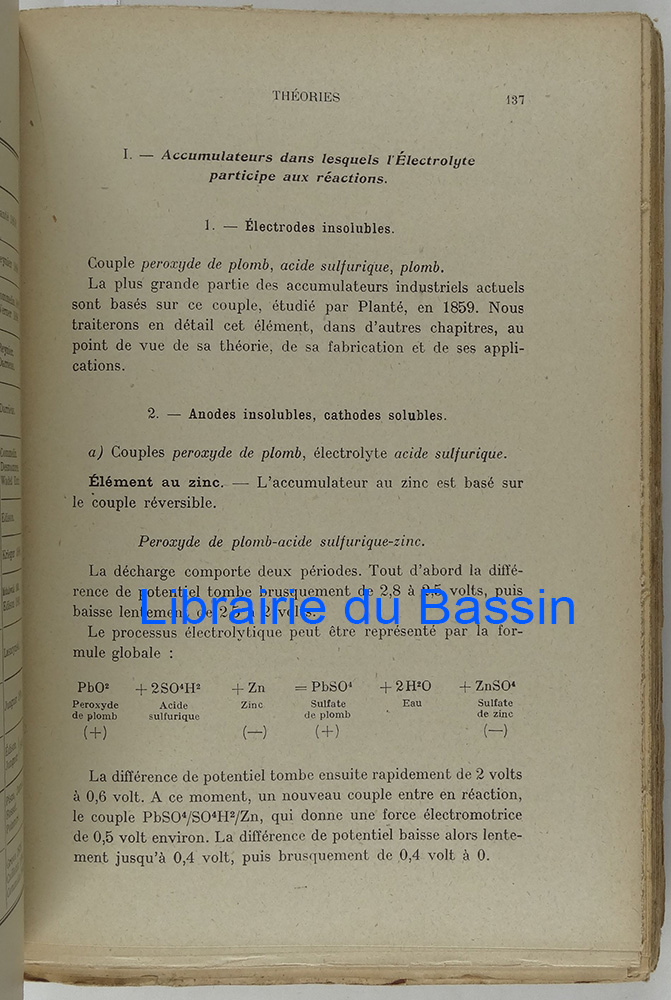 THÉORIES 137
I. — Accumulateurs dans lesquels l'Électrolyte
participe aux réactions.
1. — Électrodes insolubles.
Couple peroxyde de plomb, acide sulfurique, plomb.
La plus grande partie des accumulateurs industriels actuels
sont basés sur ce couple, étudié par Planté, en 1859. Nous
traiterons en détail cet élément, dans d'autres chapitres, au
point de vue de sa théorie, de sa fabrication et de ses appli-
cations.
2. — Anodes insolubles, cathodes solubles.
a) Couples peroxyde de plomb, électrolyte acide sulfurique.
Élément au zinc. — L'accumulateur au zinc est basé sur
le couple réversible.
Peroxyde de plomb-acide sulfurique-zinc.
La décharge comporte deux périodes. Tout d'abord la diffé-
rence de potentiel tombe brusquement de 2,8 à 2,5 volts, puis
baisse lentement de 2,5 à 2 volts.
Librairie du Bassin
Le processus électrolytique peut être représenté par la for-
mule globale :
PbO² + 2SO⁴H² + Zn = PbSO⁴ + 2H²O + ZnSO⁴
Peroxyde Acide Zinc Sulfate Eau Sulfate
de plomb sulfurique de plomb de zinc
(+) (—) (+) (—)
La différence de potentiel tombe ensuite rapidement de 2 volts
à 0,6 volt. A ce moment, un nouveau couple entre en réaction,
le couple PbSO⁴/SO⁴H²/Zn, qui donne une force électromotrice
de 0,5 volt environ. La différence de potentiel baisse alors lente-
ment jusqu'à 0,4 volt, puis brusquement de 0,4 volt à 0.